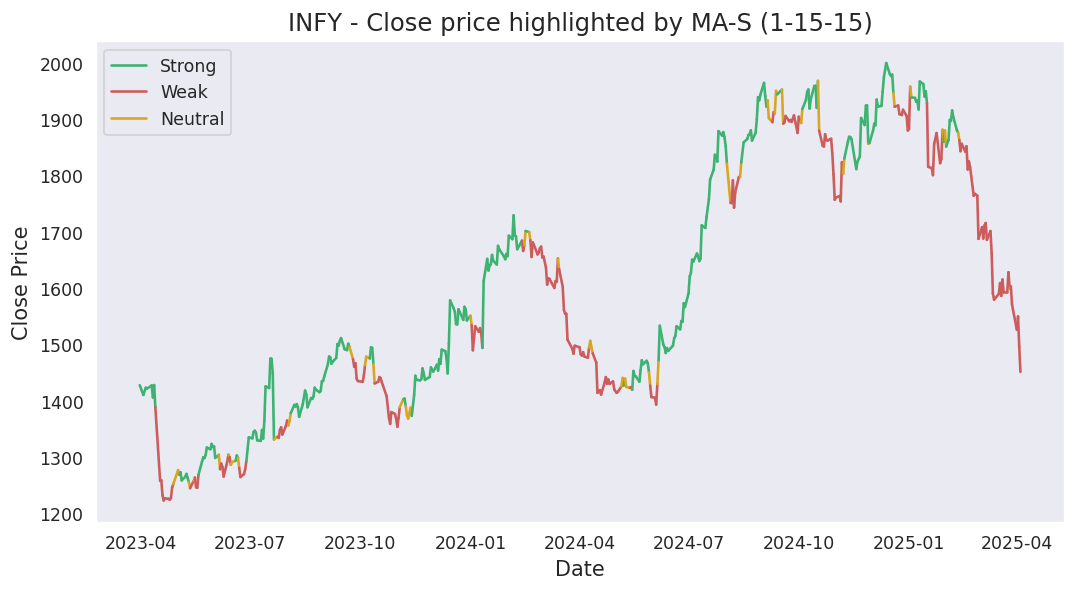 INFY - Close price highlighted by MA-S (1-15-15)
Strong
Weak
Neutral
Close Price
2000
1900
1800
1700
1600
1500
1400
1300
1200
2023-04 2023-07 2023-10 2024-01 2024-04 2024-07 2024-10 2025-01 2025-04
Date